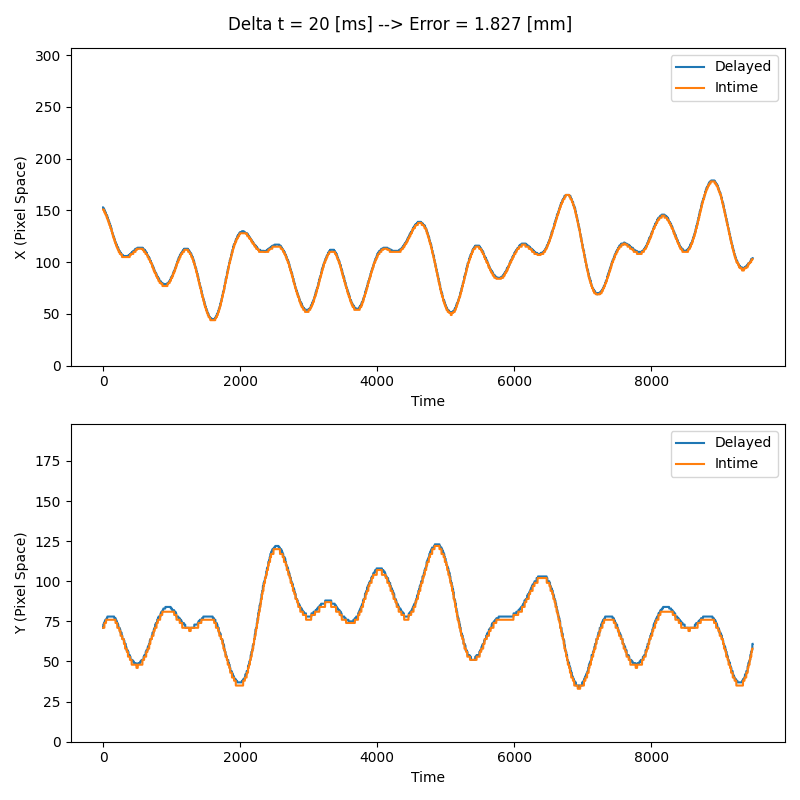 Delta t = 20 [ms] --> Error = 1.827 [mm]
300
250
200
150
100
50
0
X (Pixel Space)
Delayed
Intime
0 2000 4000 6000 8000
Time
175
150
125
100
75
50
25
0
Y (Pixel Space)
Delayed
Intime
0 2000 4000 6000 8000
Time